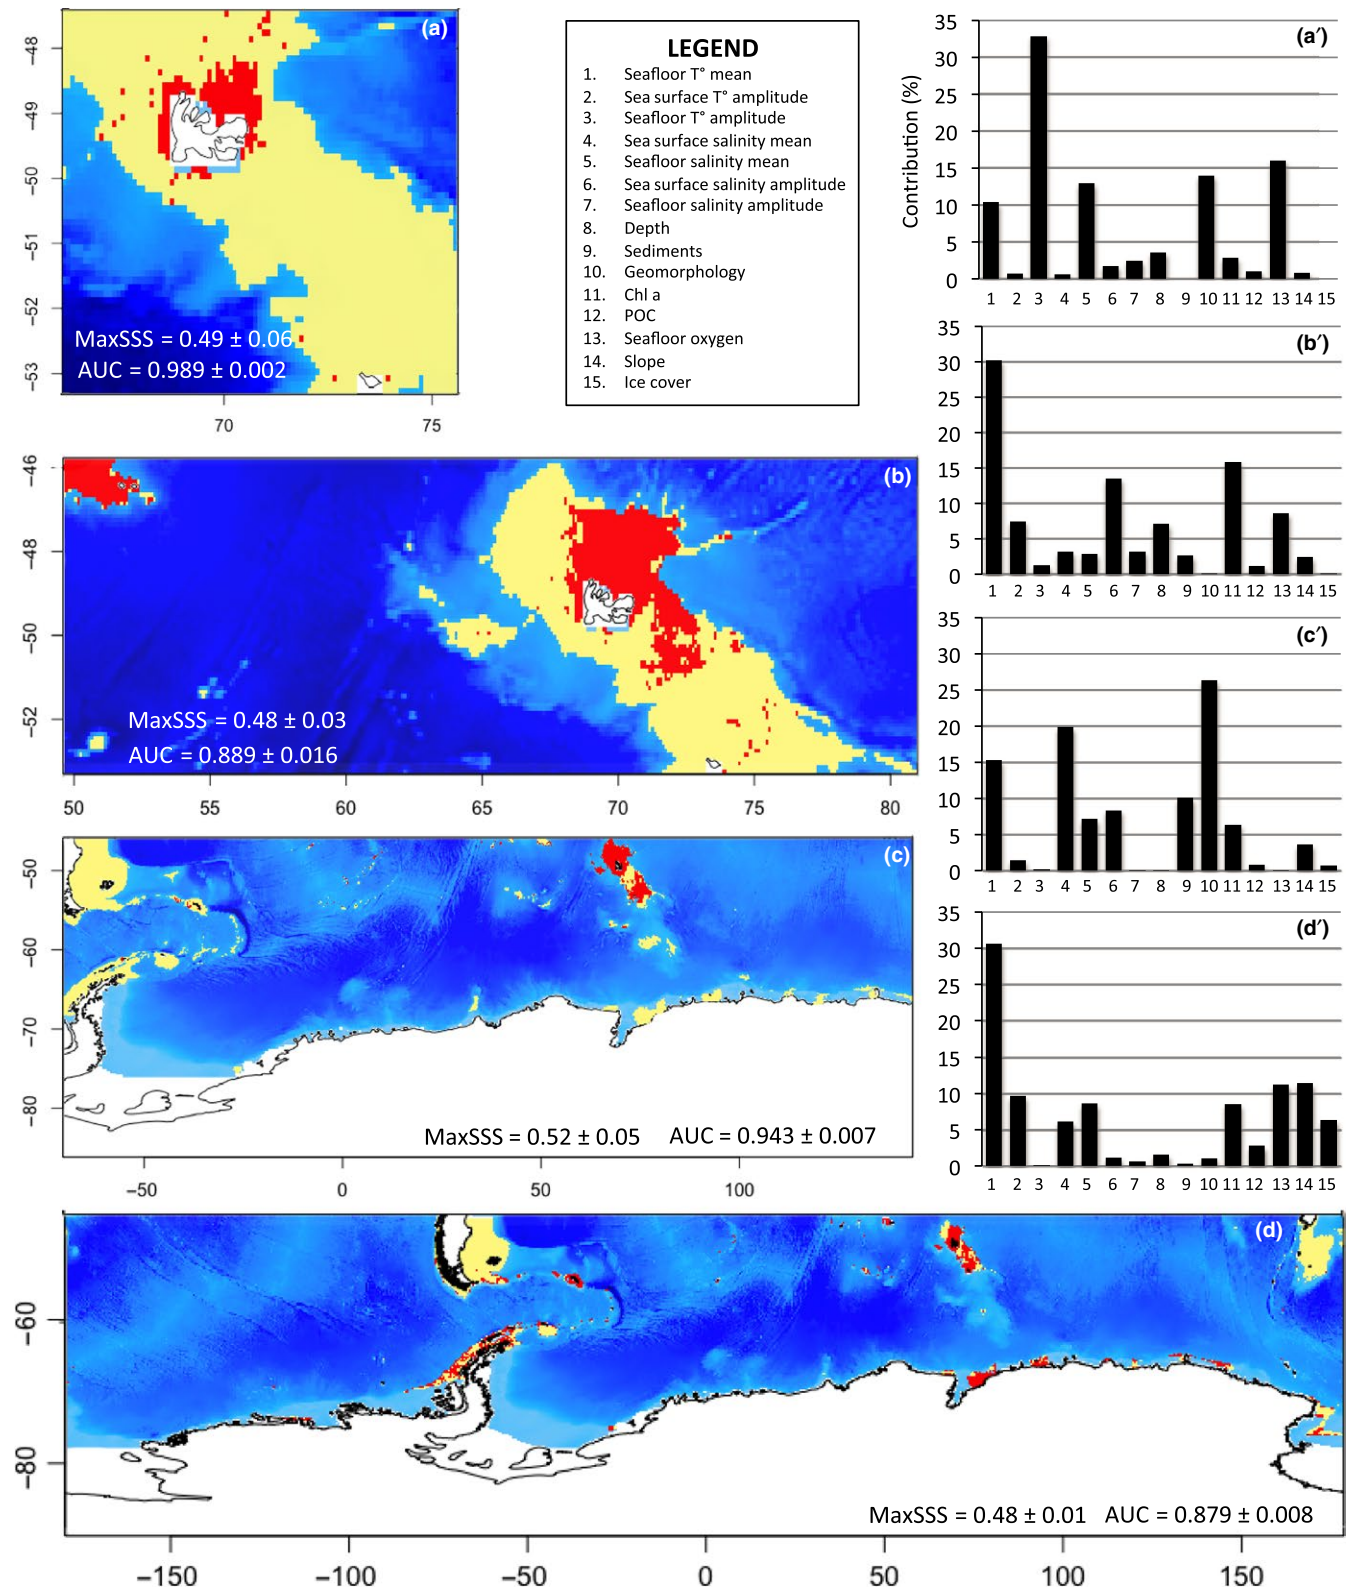 (a)
−48
−49
−50
−51
−52
−53
MaxSSS = 0.49 ± 0.06
AUC = 0.989 ± 0.002
70 75
LEGEND
1. Seafloor T° mean
2. Sea surface T° amplitude
3. Seafloor T° amplitude
4. Sea surface salinity mean
5. Seafloor salinity mean
6. Sea surface salinity amplitude
7. Seafloor salinity amplitude
8. Depth
9. Sediments
10. Geomorphology
11. Chl a
12. POC
13. Seafloor oxygen
14. Slope
15. Ice cover
(a′)
Contribution (%)
35
30
25
20
15
10
5
0
1 2 3 4 5 6 7 8 9 10 11 12 13 14 15
(b)
−46
−48
−50
−52
MaxSSS = 0.48 ± 0.03
AUC = 0.889 ± 0.016
50 55 60 65 70 75 80
(b′)
35
30
25
20
15
10
5
0
1 2 3 4 5 6 7 8 9 10 11 12 13 14 15
(c)
−50
−60
−70
−80
MaxSSS = 0.52 ± 0.05 AUC = 0.943 ± 0.007
−50 0 50 100
(c′)
35
30
25
20
15
10
5
0
1 2 3 4 5 6 7 8 9 10 11 12 13 14 15
(d′)
35
30
25
20
15
10
5
0
1 2 3 4 5 6 7 8 9 10 11 12 13 14 15
(d)
−60
−80
MaxSSS = 0.48 ± 0.01 AUC = 0.879 ± 0.008
−150 −100 −50 0 50 100 150